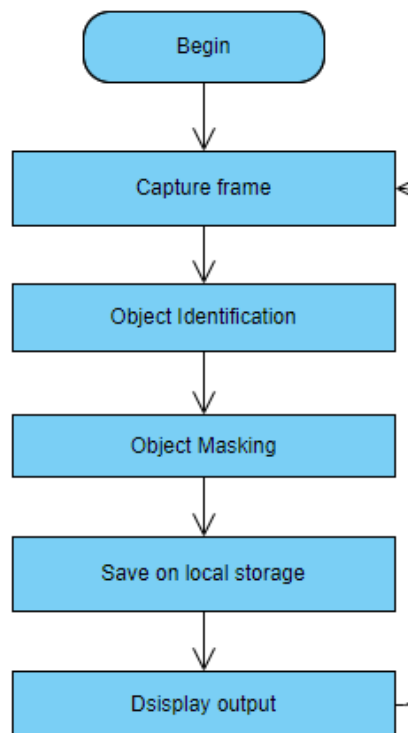 Begin
Capture frame
Object Identification
Object Masking
Save on local storage
Dsisplay output